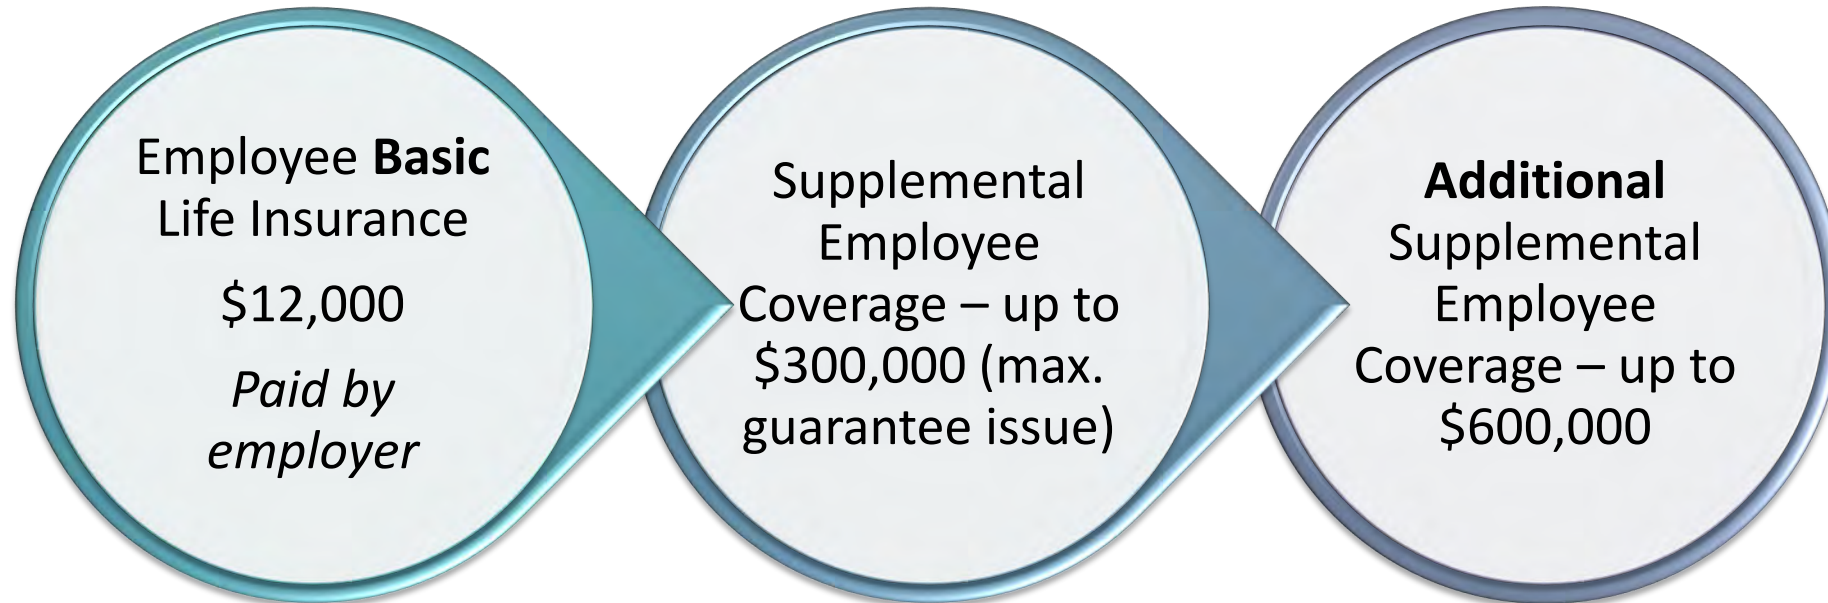 Employee Basic
Life Insurance
$12,000
Paid by
employer
Supplemental
Employee
Coverage – up to
$300,000 (max.
guarantee issue)
Additional
Supplemental
Employee
Coverage – up to
$600,000